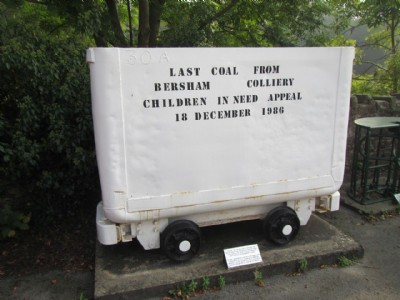 LAST COAL FROM
BERSHAM COLLIERY
CHILDREN IN NEED APPEAL
18 DECEMBER 1986